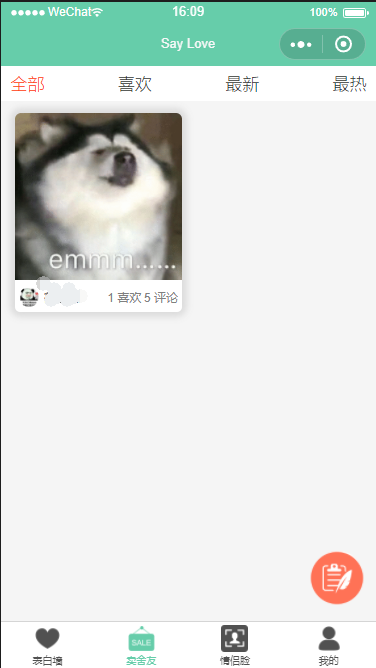 WeChat 16:09 100%
Say Love
全部 喜欢 最新 最热
emmm......
1 喜欢 5 评论
SALE
表白墙 卖舍友 情侣脸 我的